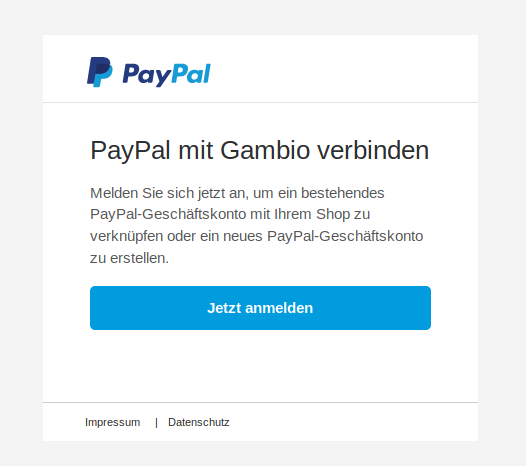 PayPal
PayPal mit Gambio verbinden
Melden Sie sich jetzt an, um ein bestehendes
PayPal-Geschäftskonto mit Ihrem Shop zu
verknüpfen oder ein neues PayPal-Geschäftskonto
zu erstellen.
Jetzt anmelden
Impressum | Datenschutz